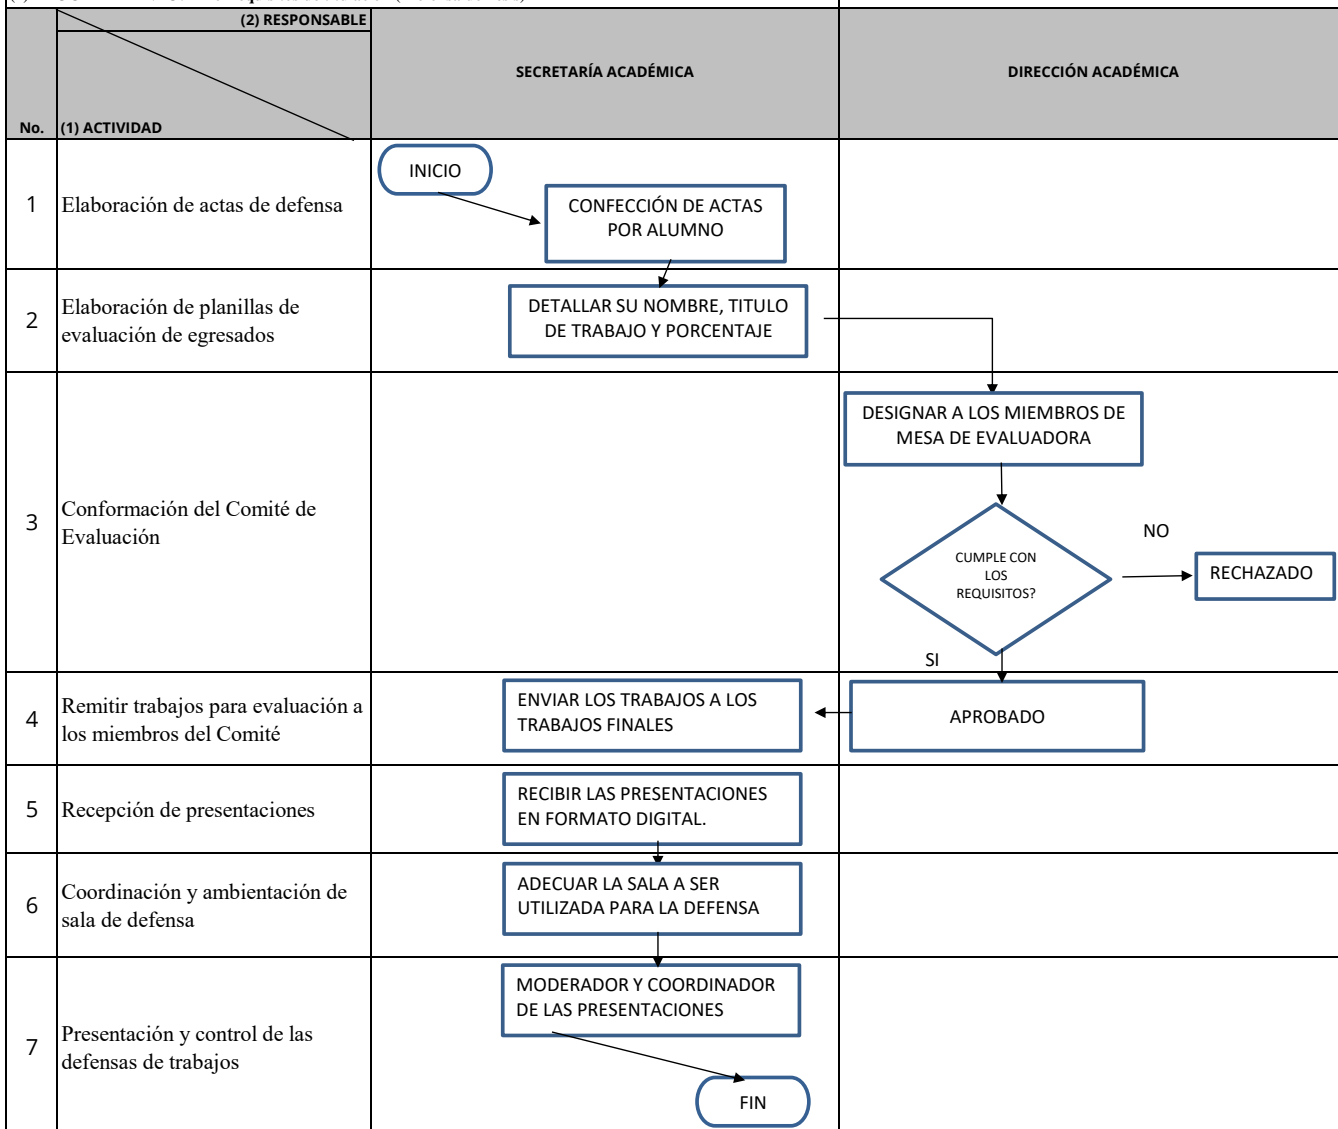 (2) RESPONSABLE
SECRETARÍA ACADÉMICA
DIRECCIÓN ACADÉMICA
No.
(1) ACTIVIDAD
1
Elaboración de actas de defensa
INICIO
CONFECCIÓN DE ACTAS
POR ALUMNO
2
Elaboración de planillas de
evaluación de egresados
DETALLAR SU NOMBRE, TITULO
DE TRABAJO Y PORCENTAJE
3
Conformación del Comité de
Evaluación
DESIGNAR A LOS MIEMBROS DE
MESA DE EVALUADORA
CUMPLE CON
LOS
REQUISITOS?
NO
RECHAZADO
SI
4
Remitir trabajos para evaluación a
los miembros del Comité
ENVIAR LOS TRABAJOS A LOS
TRABAJOS FINALES
APROBADO
5
Recepción de presentaciones
RECIBIR LAS PRESENTACIONES
EN FORMATO DIGITAL.
6
Coordinación y ambientación de
sala de defensa
ADECUAR LA SALA A SER
UTILIZADA PARA LA DEFENSA
7
Presentación y control de las
defensas de trabajos
MODERADOR Y COORDINADOR
DE LAS PRESENTACIONES
FIN